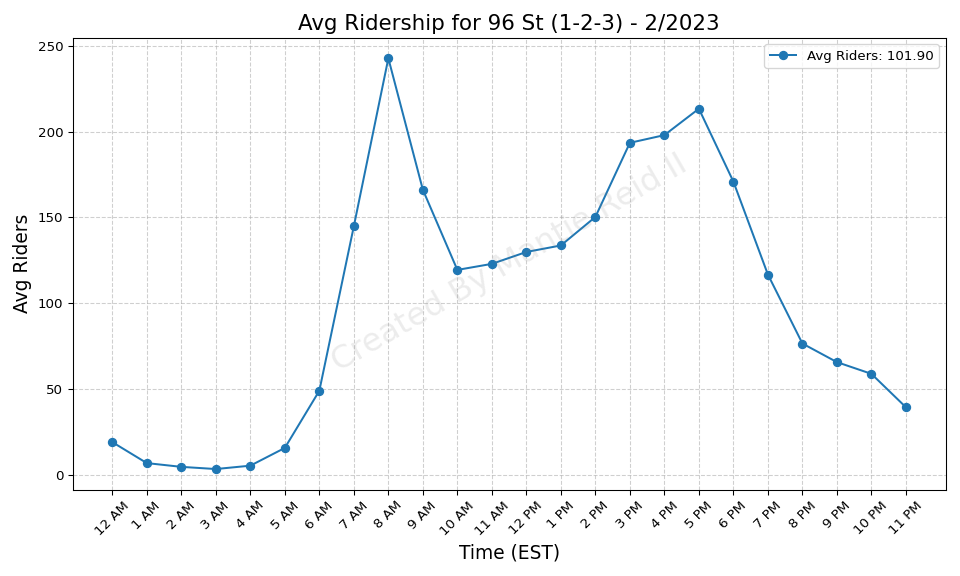 Avg Ridership for 96 St (1-2-3) - 2/2023
Avg Riders: 101.90
250
200
150
100
50
0
Avg Riders
Created By Mantie Reid II
12 AM
1 AM
2 AM
3 AM
4 AM
5 AM
6 AM
7 AM
8 AM
9 AM
10 AM
11 AM
12 PM
1 PM
2 PM
3 PM
4 PM
5 PM
6 PM
7 PM
8 PM
9 PM
10 PM
11 PM
Time (EST)